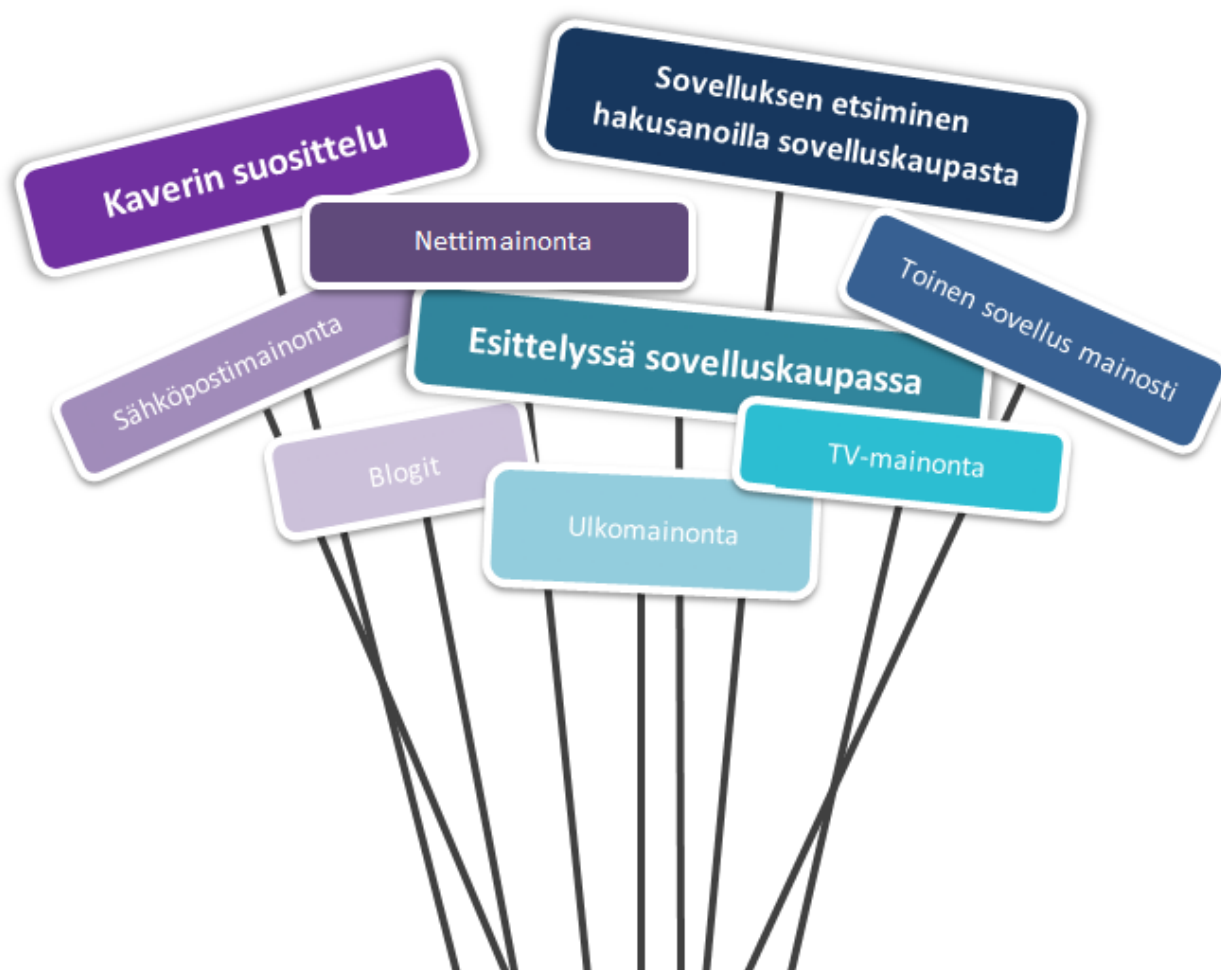 Kaverin suosittelu
Sovelluksen etsiminen
hakusanoilla sovelluskaupasta
Nettimainonta
Toinen sovellus mainosti
Sähköpostimainonta
Esittelyssä sovelluskaupassa
Blogit
TV-mainonta
Ulkomainonta